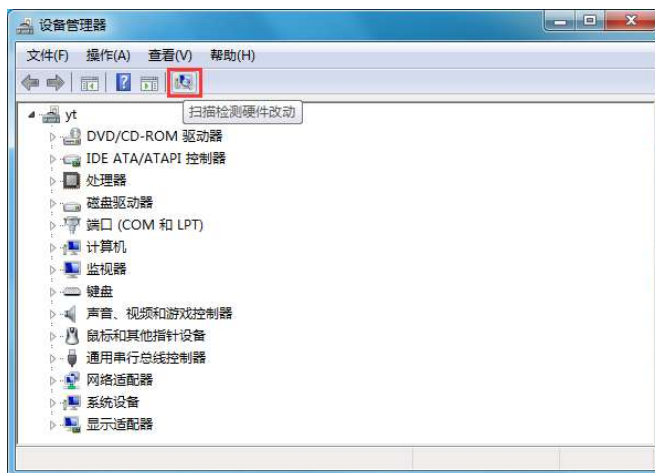 设备管理器
文件(F) 操作(A) 查看(V) 帮助(H)
扫描检测硬件改动
yt
DVD/CD-ROM 驱动器
IDE ATA/ATAPI 控制器
处理器
磁盘驱动器
端口 (COM 和 LPT)
计算机
监视器
键盘
声音、视频和游戏控制器
鼠标和其他指针设备
通用串行总线控制器
网络适配器
系统设备
显示适配器